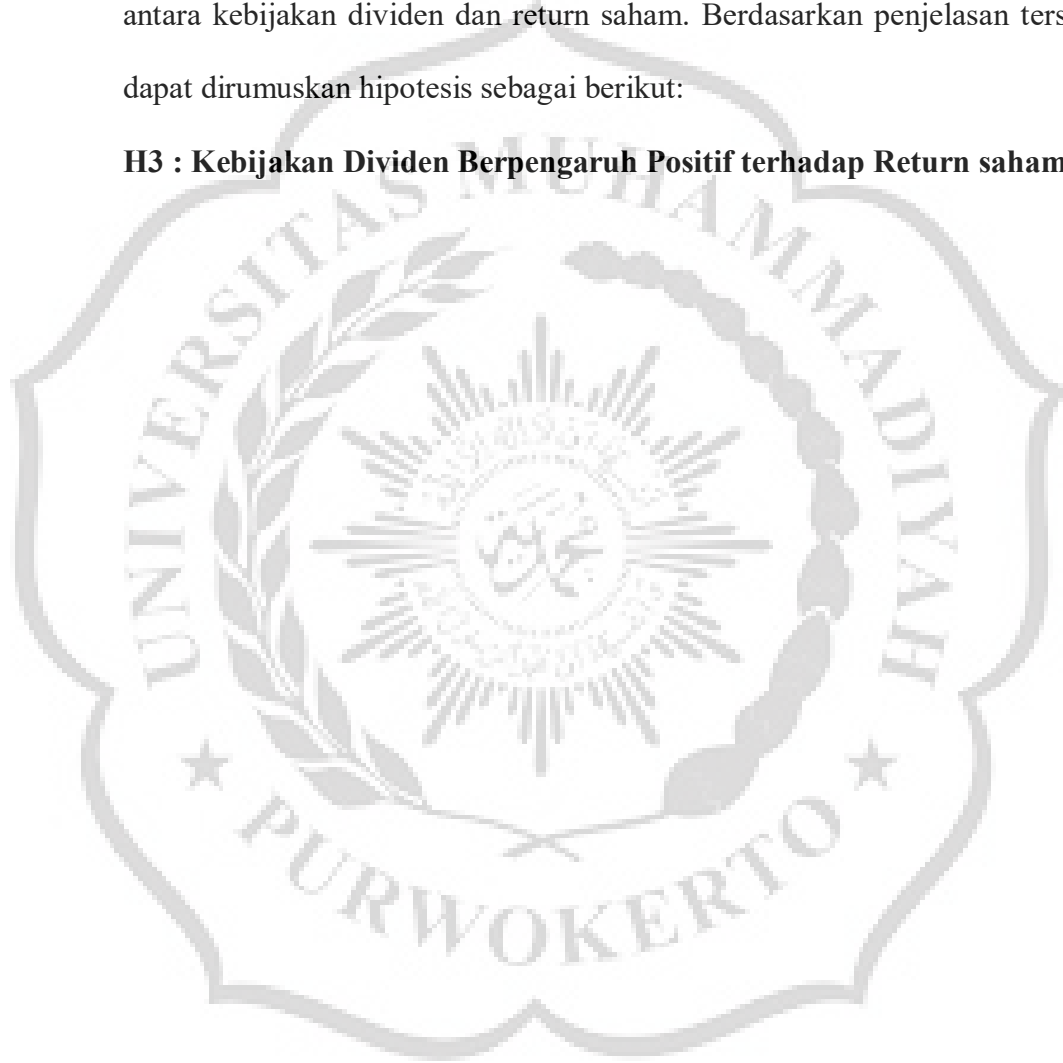 antara kebijakan dividen dan return saham. Berdasarkan penjelasan ters
dapat dirumuskan hipotesis sebagai berikut:
H3 : Kebijakan Dividen Berpengaruh Positif terhadap Return saham
UNIVERSITAS MUHAMMADIYAH
★ PURWOKERTO ★